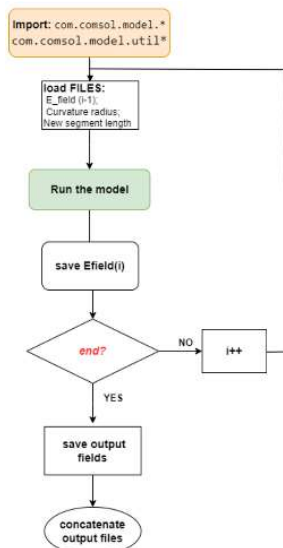 Import: com.comsol.model.*
com.comsol.model.util*
load FILES:
E_field (i-1);
Curvature radius;
New segment length
Run the model
save Efield(i)
end?
NO
i++
YES
save output
fields
concatenate
output files